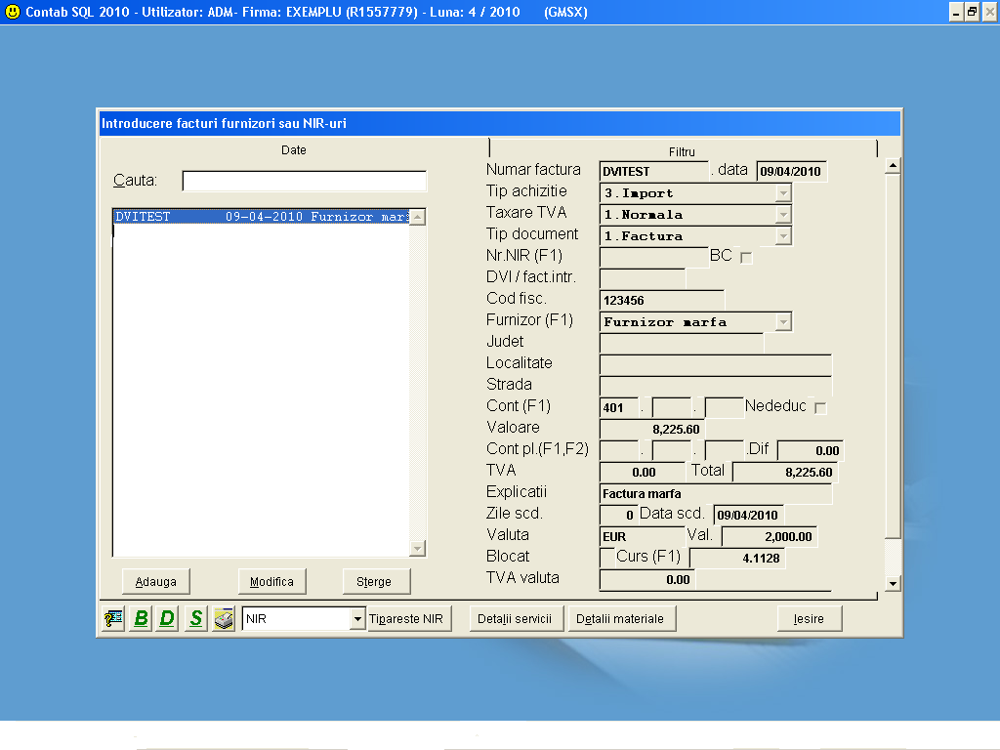 Contab SQL 2010 - Utilizator: ADM- Firma: EXEMPLU (R1557779) - Luna: 4 / 2010 (GMSX)
Introducere facturi furnizori sau NIR-uri
Date
Filtru
Cauta:
DVITEST 09-04-2010 Furnizor mar
Numar factura DVITEST . data 09/04/2010
Tip achizitie 3.Import
Taxare TVA 1.Normala
Tip document 1.Factura
Nr.NIR (F1) BC
DVI / fact.intr.
Cod fisc. 123456
Furnizor (F1) Furnizor marfa
Judet
Localitate
Strada
Cont (F1) 401 . . Nededuc
Valoare 8,225.60
Cont pl.(F1,F2) . . .Dif 0.00
TVA 0.00 Total 8,225.60
Explicatii Factura marfa
Zile scd. 0 Data scd. 09/04/2010
Valuta EUR Val. 2,000.00
Blocat Curs (F1) 4.1128
TVA valuta 0.00
Adauga Modifica Sterge
B D S NIR Tipareste NIR Detalii servicii Detalii materiale Iesire